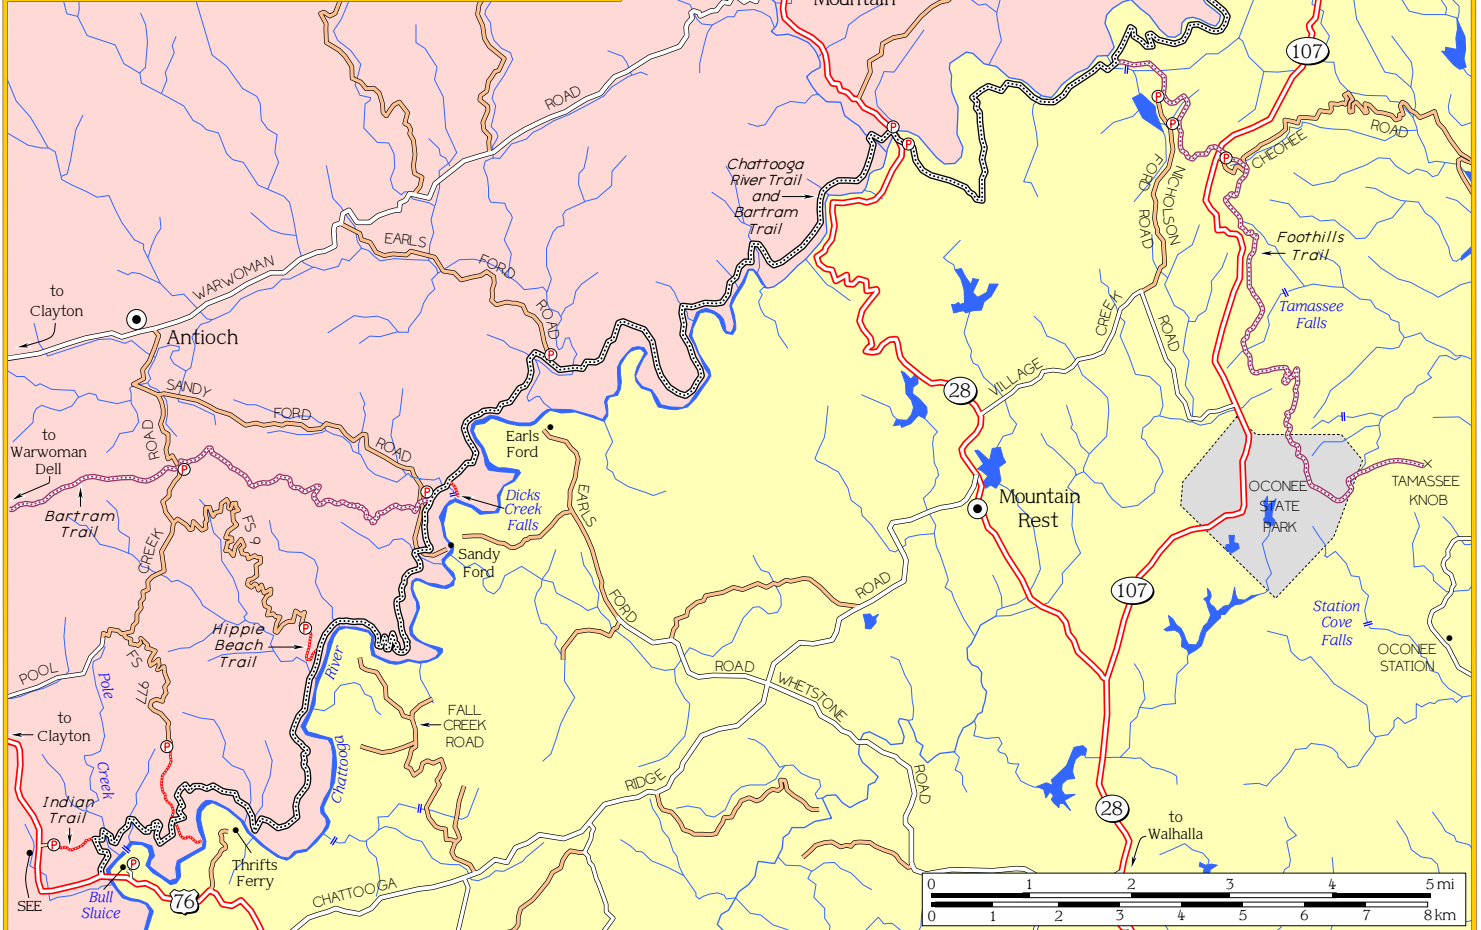 Mountain
107
ROAD
ROAD
CHEOHEE
Chattooga
River Trail
and
Bartram
Trail
NICHOLSON
FORD
ROAD
EARLS
FORD
ROAD
Foothills
Trail
WARWOMAN
to
Clayton
Antioch
Tamassee
Falls
CREEK
ROAD
VILLAGE
28
SANDY
FORD
ROAD
ROAD
to
Warwoman
Dell
Earls
Ford
Bartram
Trail
Dicks
Creek
Falls
EARLS
Mountain
Rest
OCONEE
STATE
PARK
TAMASSEE
KNOB
CREEK
FS 9
Sandy
Ford
FORD
ROAD
107
Station
Cove
Falls
Hippie
Beach
Trail
OCONEE
STATION
POOL
FS
977
Pole
Creek
River
Chattooga
ROAD
WHETSTONE
ROAD
to
Clayton
FALL
CREEK
ROAD
RIDGE
Indian
Trail
28
to
Walhalla
Thrifts
Ferry
SEE
Bull
Sluice
76
CHATTOOGA
0 1 2 3 4 5 mi
0 1 2 3 4 5 6 7 8 km
P
P
P
P
P
P
P
P
P
P
P
P